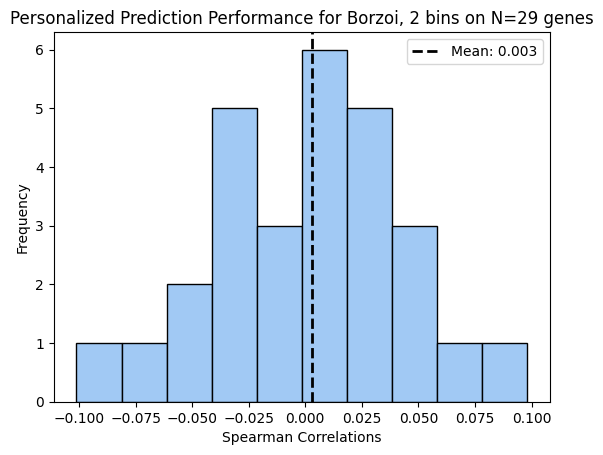 Personalized Prediction Performance for Borzoi, 2 bins on N=29 genes
Mean: 0.003
Frequency
6
5
4
3
2
1
0
−0.100 −0.075 −0.050 −0.025 0.000 0.025 0.050 0.075 0.100
Spearman Correlations